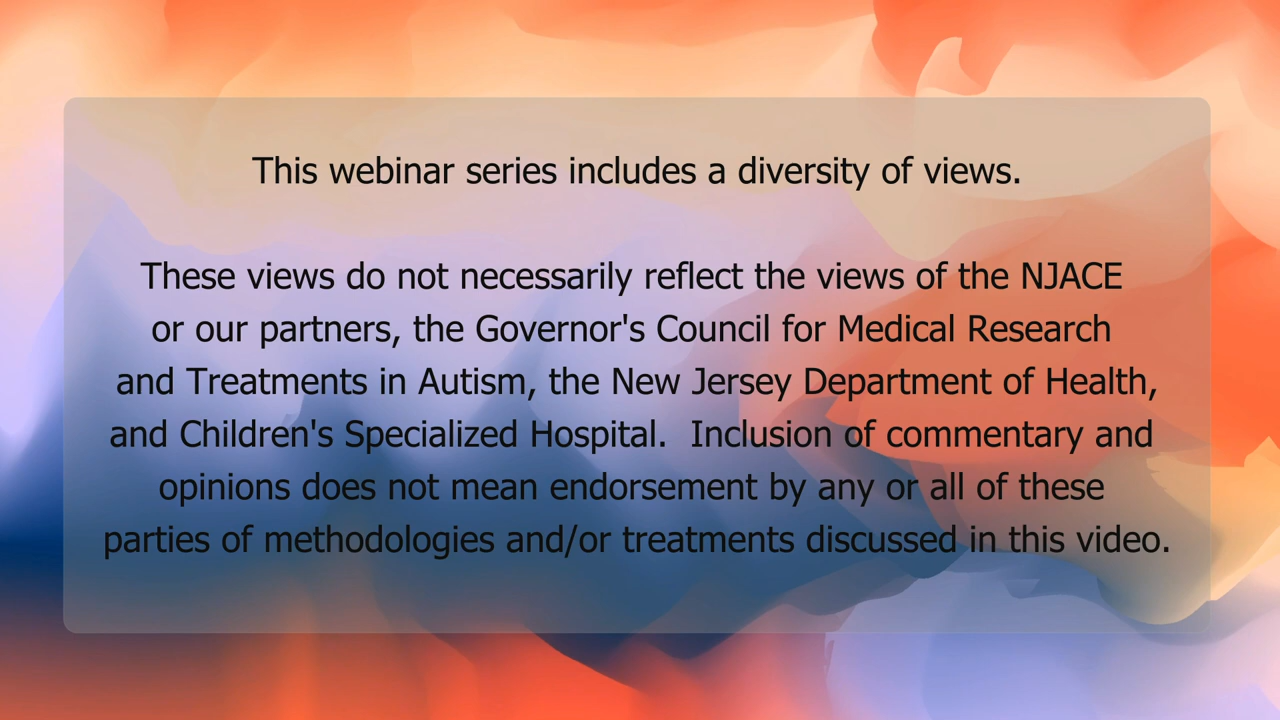 This webinar series includes a diversity of views.
These views do not necessarily reflect the views of the NJACE
or our partners, the Governor's Council for Medical Research
and Treatments in Autism, the New Jersey Department of Health,
and Children's Specialized Hospital.  Inclusion of commentary and
opinions does not mean endorsement by any or all of these
parties of methodologies and/or treatments discussed in this video.